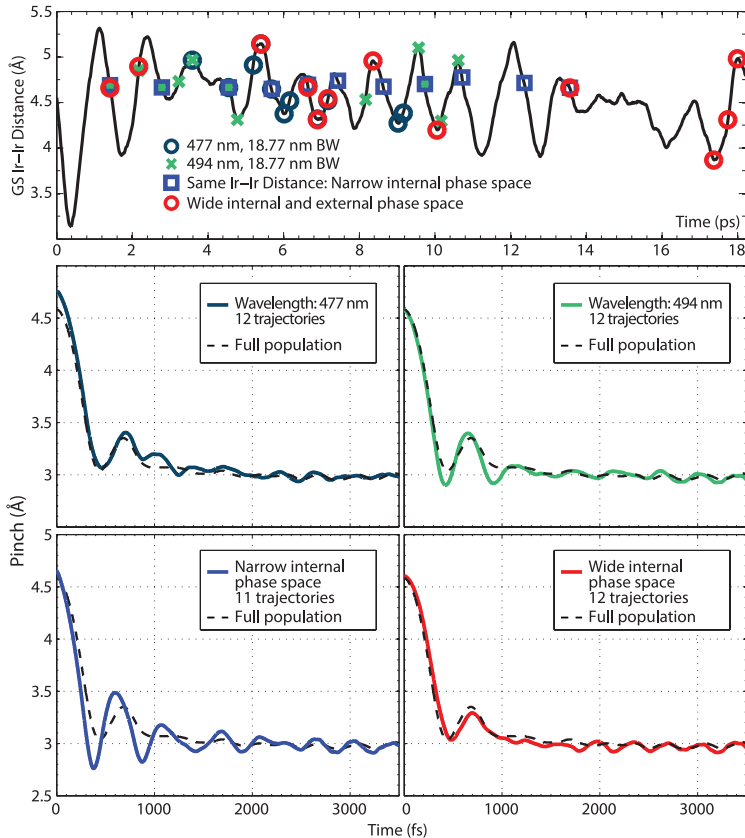 GS Ir−Ir Distance (Å)
5
4.5
4
3.5
3
477 nm, 18.77 nm BW
494 nm, 18.77 nm BW
Same Ir−Ir Distance: Narrow internal phase space
Wide internal and external phase space
Time (ps)
0 2 4 6 8 10 12 14 16 18
Pinch (Å)
4.5
3.5
3
Wavelength: 477 nm
12 trajectories
Full population
Wavelength: 494 nm
12 trajectories
Full population
5
4.5
3.5
3
2.5
Narrow internal
phase space
11 trajectories
Full population
Wide internal
phase space
12 trajectories
Full population
0 1000 2000 3000
0 1000 2000 3000
Time (fs)